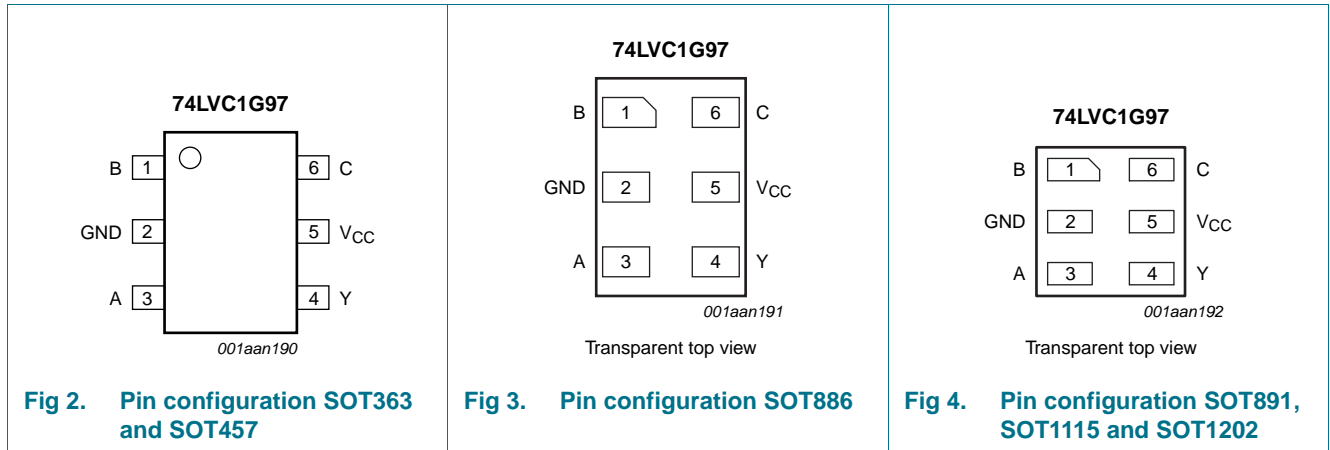 74LVC1G97
B 1 6 C
GND 2 5 VCC
A 3 4 Y
001aan190
Fig 2. Pin configuration SOT363
and SOT457
74LVC1G97
B 1 6 C
GND 2 5 VCC
A 3 4 Y
001aan191
Transparent top view
Fig 3. Pin configuration SOT886
74LVC1G97
B 1 6 C
GND 2 5 VCC
A 3 4 Y
001aan192
Transparent top view
Fig 4. Pin configuration SOT891,
SOT1115 and SOT1202